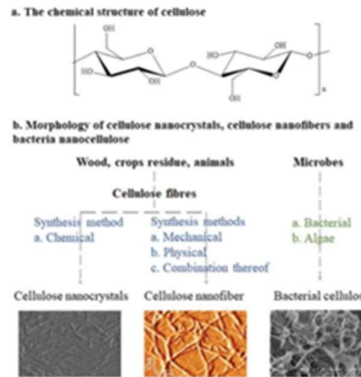 a. The chemical structure of cellulose
OH
HO
O
OH
O
HO
OH
O
O
OH
n
b. Morphology of cellulose nanocrystals, cellulose nanofibers and
bacteria nanocellulose
Wood, crops residue, animals
Microbes
Cellulose fibres
Synthesis method
a. Chemical
Synthesis methods
a. Mechanical
b. Physical
c. Combination thereof
a. Bacterial
b. Algae
Cellulose nanocrystals
Cellulose nanofiber
Bacterial cellulos